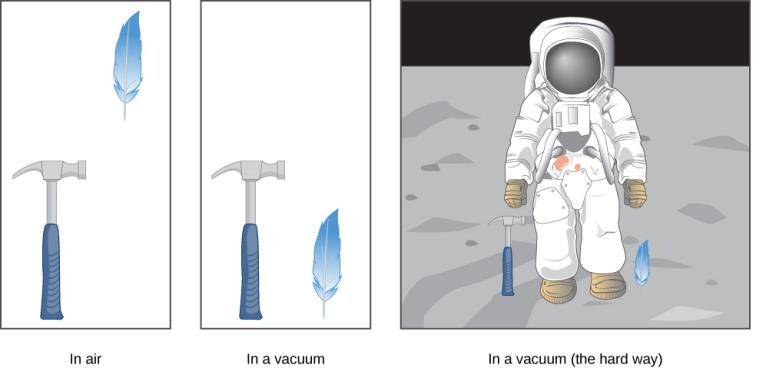 In air
In a vacuum
In a vacuum (the hard way)